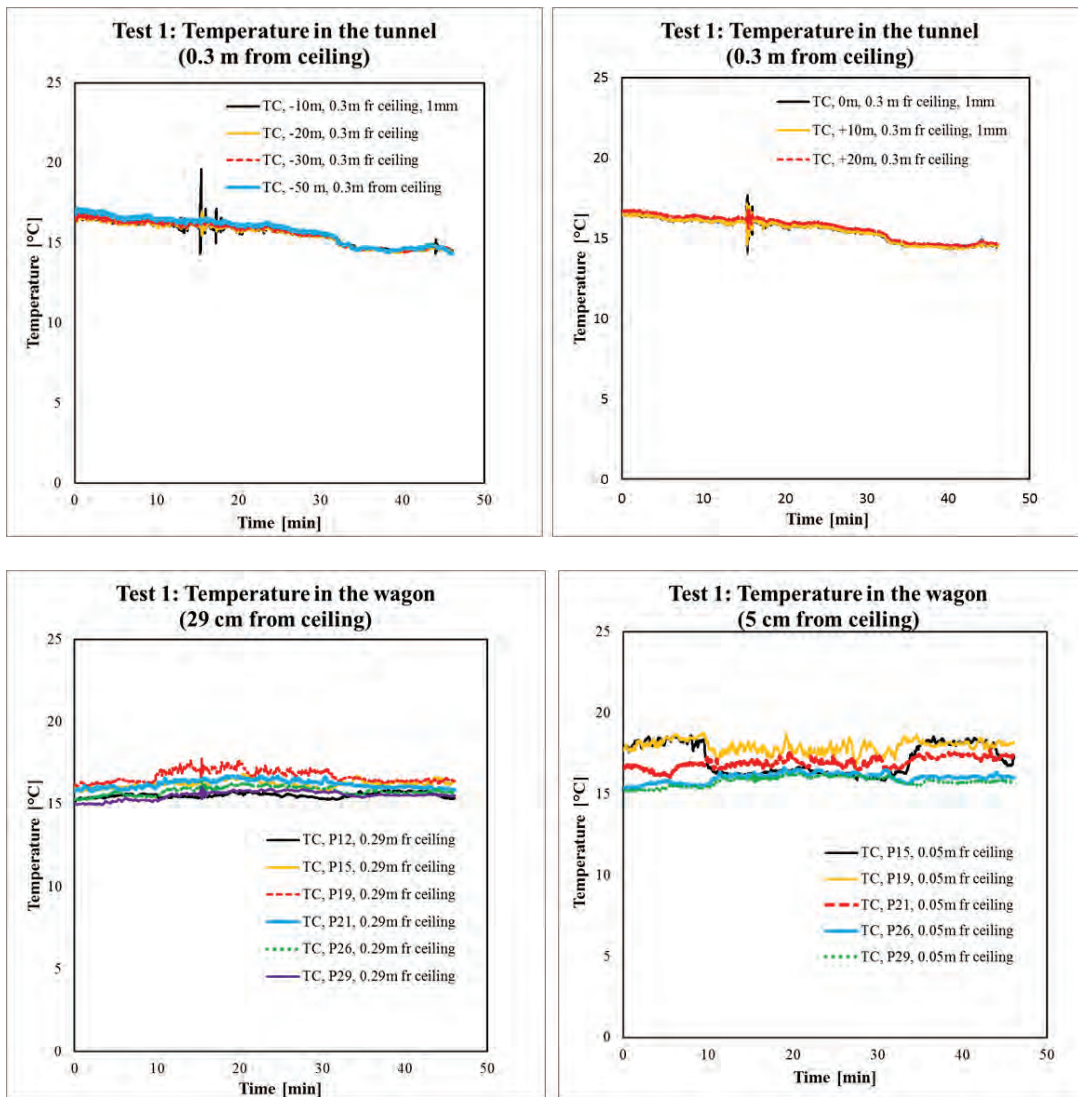 Test 1: Temperature in the tunnel
(0.3 m from ceiling)
25
20
15
10
5
0
Temperature [°C]
TC, -10m, 0.3m fr ceiling, 1mm
TC, -20m, 0.3m fr ceiling
TC, -30m, 0.3m fr ceiling
TC, -50 m, 0.3m from ceiling
0 10 20 30 40 50
Time [min]
Test 1: Temperature in the tunnel
(0.3 m from ceiling)
25
20
15
10
5
0
Temperature [°C]
TC, 0m, 0.3 m fr ceiling, 1mm
TC, +10m, 0.3m fr ceiling, 1mm
TC, +20m, 0.3m fr ceiling
0 10 20 30 40 50
Time [min]
Test 1: Temperature in the wagon
(29 cm from ceiling)
25
20
15
10
5
0
Temperature [°C]
TC, P12, 0.29m fr ceiling
TC, P15, 0.29m fr ceiling
TC, P19, 0.29m fr ceiling
TC, P21, 0.29m fr ceiling
TC, P26, 0.29m fr ceiling
TC, P29, 0.29m fr ceiling
0 10 20 30 40 50
Time [min]
Test 1: Temperature in the wagon
(5 cm from ceiling)
25
20
15
10
5
0
Temperature [°C]
TC, P15, 0.05m fr ceiling
TC, P19, 0.05m fr ceiling
TC, P21, 0.05m fr ceiling
TC, P26, 0.05m fr ceiling
TC, P29, 0.05m fr ceiling
0 10 20 30 40 50
Time [min]